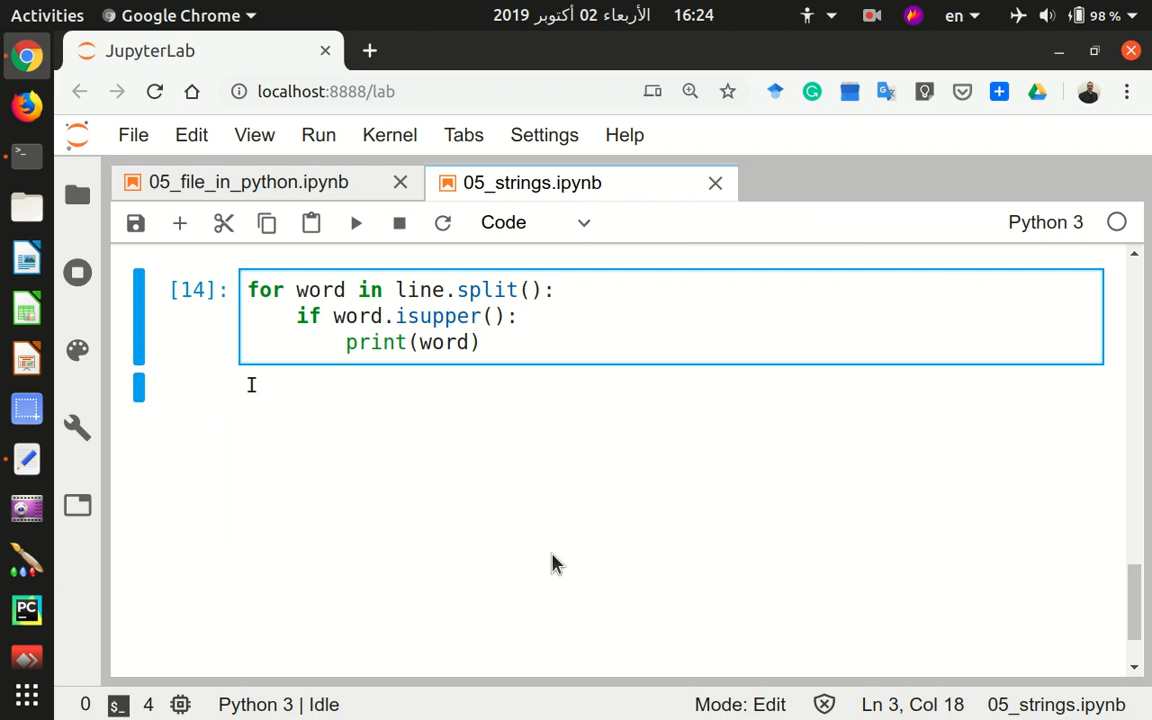 Activities Google Chrome 2019 الأربعاء 02 أكتوبر 16:24 en 98 %
JupyterLab
localhost:8888/lab
File Edit View Run Kernel Tabs Settings Help
05_file_in_python.ipynb 05_strings.ipynb
Code Python 3
[14]: for word in line.split():
if word.isupper():
print(word)
I
PC
0 $_ 4 Python 3 | Idle Mode: Edit Ln 3, Col 18 05_strings.ipynb